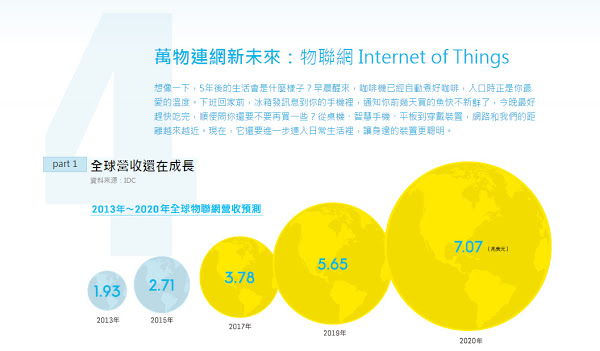 4
萬物連網新未來：物聯網 Internet of Things
想像一下，5年後的生活會是什麼樣子？早晨醒來，咖啡機已經自動煮好咖啡，入口時正是你最
愛的溫度。下班回家前，冰箱發訊息到你的手機裡，通知你前幾天買的魚快不新鮮了，今晚最好
趕快吃完，順便問你還要不要再買一些？從桌機、智慧手機、平板到穿戴裝置，網路和我們的距
離越來越近。現在，它還要進一步連入日常生活裡，讓身邊的裝置更聰明。
part 1 全球營收還在成長
資料來源：IDC
2013年～2020年全球物聯網營收預測
1.93
2.71
3.78
5.65
7.07 （兆美元）
2013年
2015年
2017年
2019年
2020年